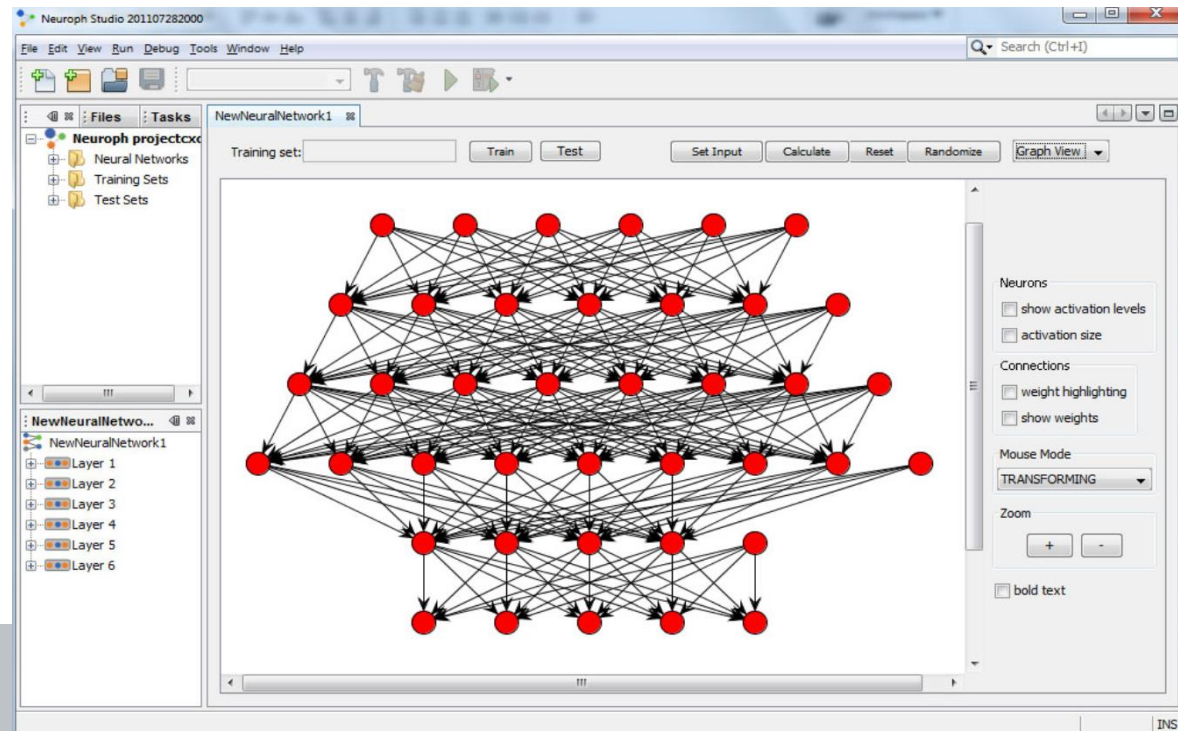 Neuroph Studio 201107282000
File Edit View Run Debug Tools Window Help
Search (Ctrl+I)
Files Tasks
NewNeuralNetwork1
Neuroph projectcxc
Neural Networks
Training Sets
Test Sets
Training set:
Train Test Set Input Calculate Reset Randomize Graph View
Neurons
show activation levels
activation size
Connections
weight highlighting
show weights
Mouse Mode
TRANSFORMING
Zoom
+ -
bold text
NewNeuralNetwo...
NewNeuralNetwork1
Layer 1
Layer 2
Layer 3
Layer 4
Layer 5
Layer 6
INS